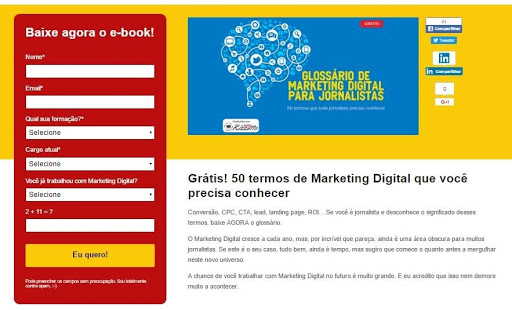 Baixe agora o e-book!
Nome*
Email*
Qual sua formação?*
Selecione
Cargo atual*
Selecione
Você já trabalhou com Marketing Digital?
Selecione
2 + 11 = ?
Eu quero!
Pode preencher os campos sem preocupação. Sou totalmente
contra spam. :-)
GRÁTIS!
GLOSSÁRIO DE
MARKETING DIGITAL
PARA JORNALISTAS
50 termos que todo jornalista precisa conhecer
Compartilhar
Tweetar
in
in Compartilhar
0
G+1
Grátis! 50 termos de Marketing Digital que você
precisa conhecer
Conversão, CPC, CTA, lead, landing page, ROI... Se você é jornalista e desconhece o significado desses
termos, baixe AGORA o glossário.
O Marketing Digital cresce a cada ano, mas, por incrível que pareça, ainda é uma área obscura para muitos
jornalistas. Se este é o seu caso, tudo bem, ainda é tempo, mas sugiro que comece o quanto antes a mergulhar
neste novo universo.
A chance de você trabalhar com Marketing Digital no futuro é muito grande. E eu acredito que isso nem demore
muito a acontecer.